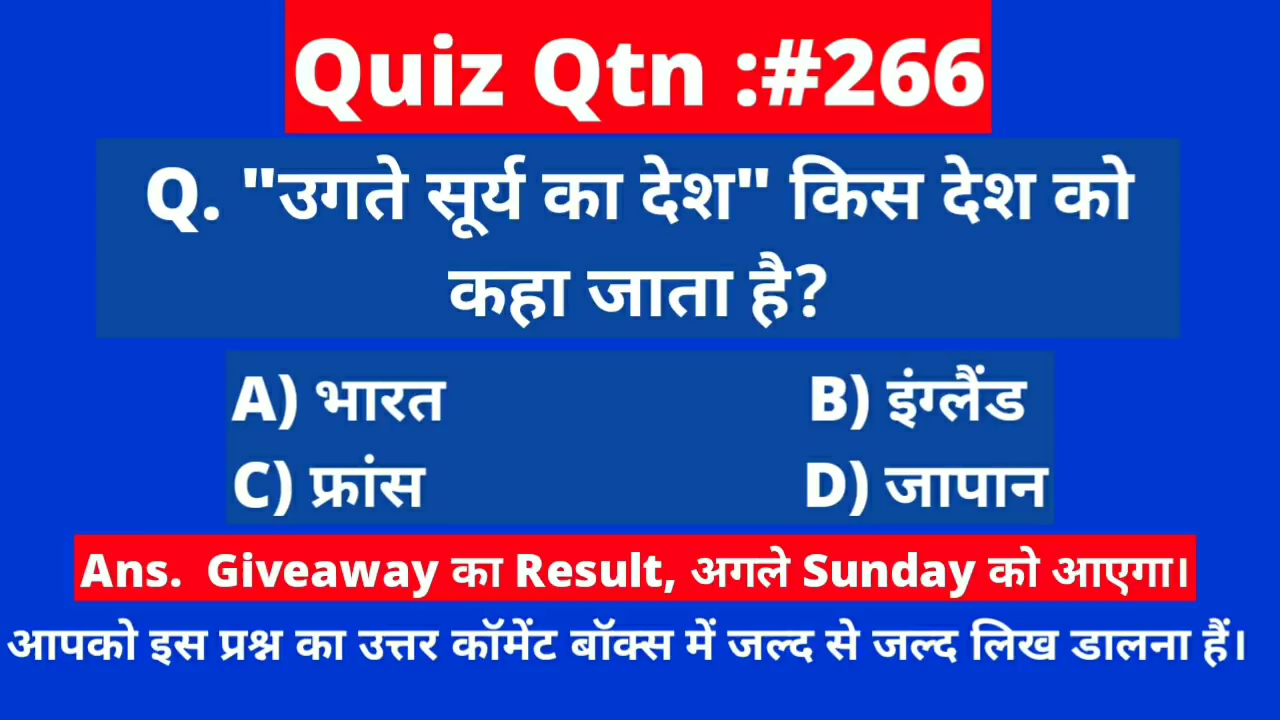 Quiz Qtn :#266
Q. "उगते सूर्य का देश" किस देश को
कहा जाता है?
A) भारत B) इंग्लैंड
C) फ्रांस D) जापान
Ans. Giveaway का Result, अगले Sunday को आएगा।
आपको इस प्रश्न का उत्तर कॉमेंट बॉक्स में जल्द से जल्द लिख डालना हैं।